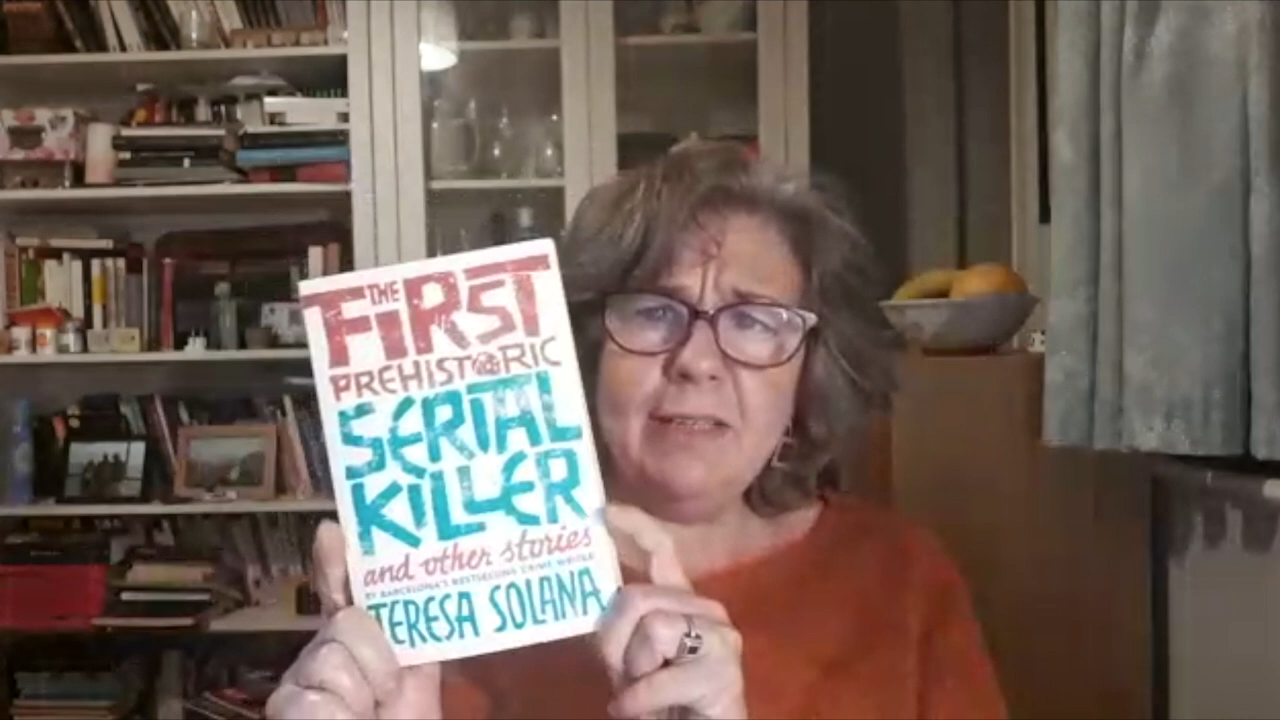 THE
FIRST
PREHISTORIC
SERIAL
KILLER
and other stories
BY BARCELONA'S BESTSELLING CRIME WRITER
TERESA SOLANA